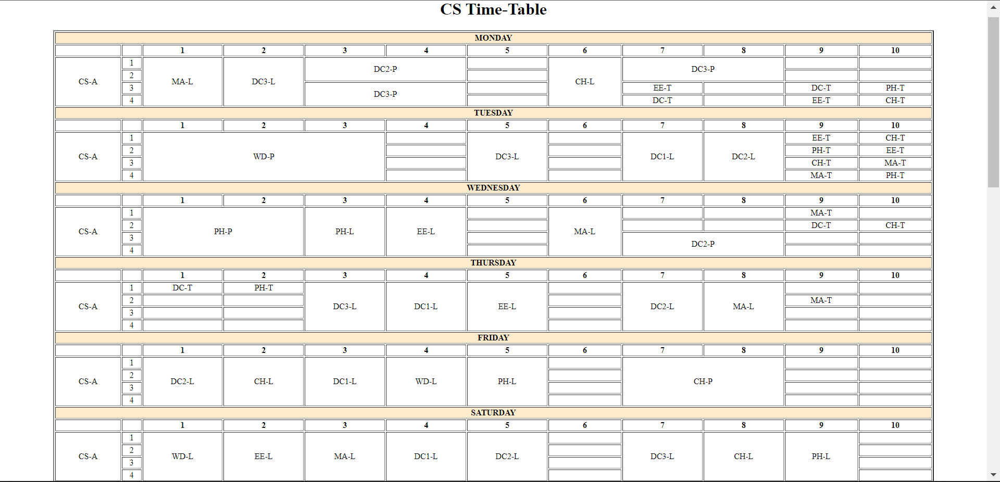 CS Time-Table
MONDAY
1 2 3 4 5 6 7 8 9 10
1
DC2-P DC3-P
2
CS-A MA-L DC3-L CH-L
3 EE-T DC-T PH-T
DC3-P
4 DC-T EE-T CH-T
TUESDAY
1 2 3 4 5 6 7 8 9 10
1 EE-T CH-T
2 PH-T EE-T
CS-A WD-P DC3-L DC1-L DC2-L
3 CH-T MA-T
4 MA-T PH-T
WEDNESDAY
1 2 3 4 5 6 7 8 9 10
1 MA-T
2 DC-T CH-T
CS-A PH-P PH-L EE-L MA-L
3
DC2-P
4
THURSDAY
1 2 3 4 5 6 7 8 9 10
1 DC-T PH-T
2 MA-T
CS-A DC3-L DC1-L EE-L DC2-L MA-L
3
4
FRIDAY
1 2 3 4 5 6 7 8 9 10
1
2
CS-A DC2-L CH-L DC1-L WD-L PH-L CH-P
3
4
SATURDAY
1 2 3 4 5 6 7 8 9 10
1
2
CS-A WD-L EE-L MA-L DC1-L DC2-L DC3-L CH-L PH-L
3
4